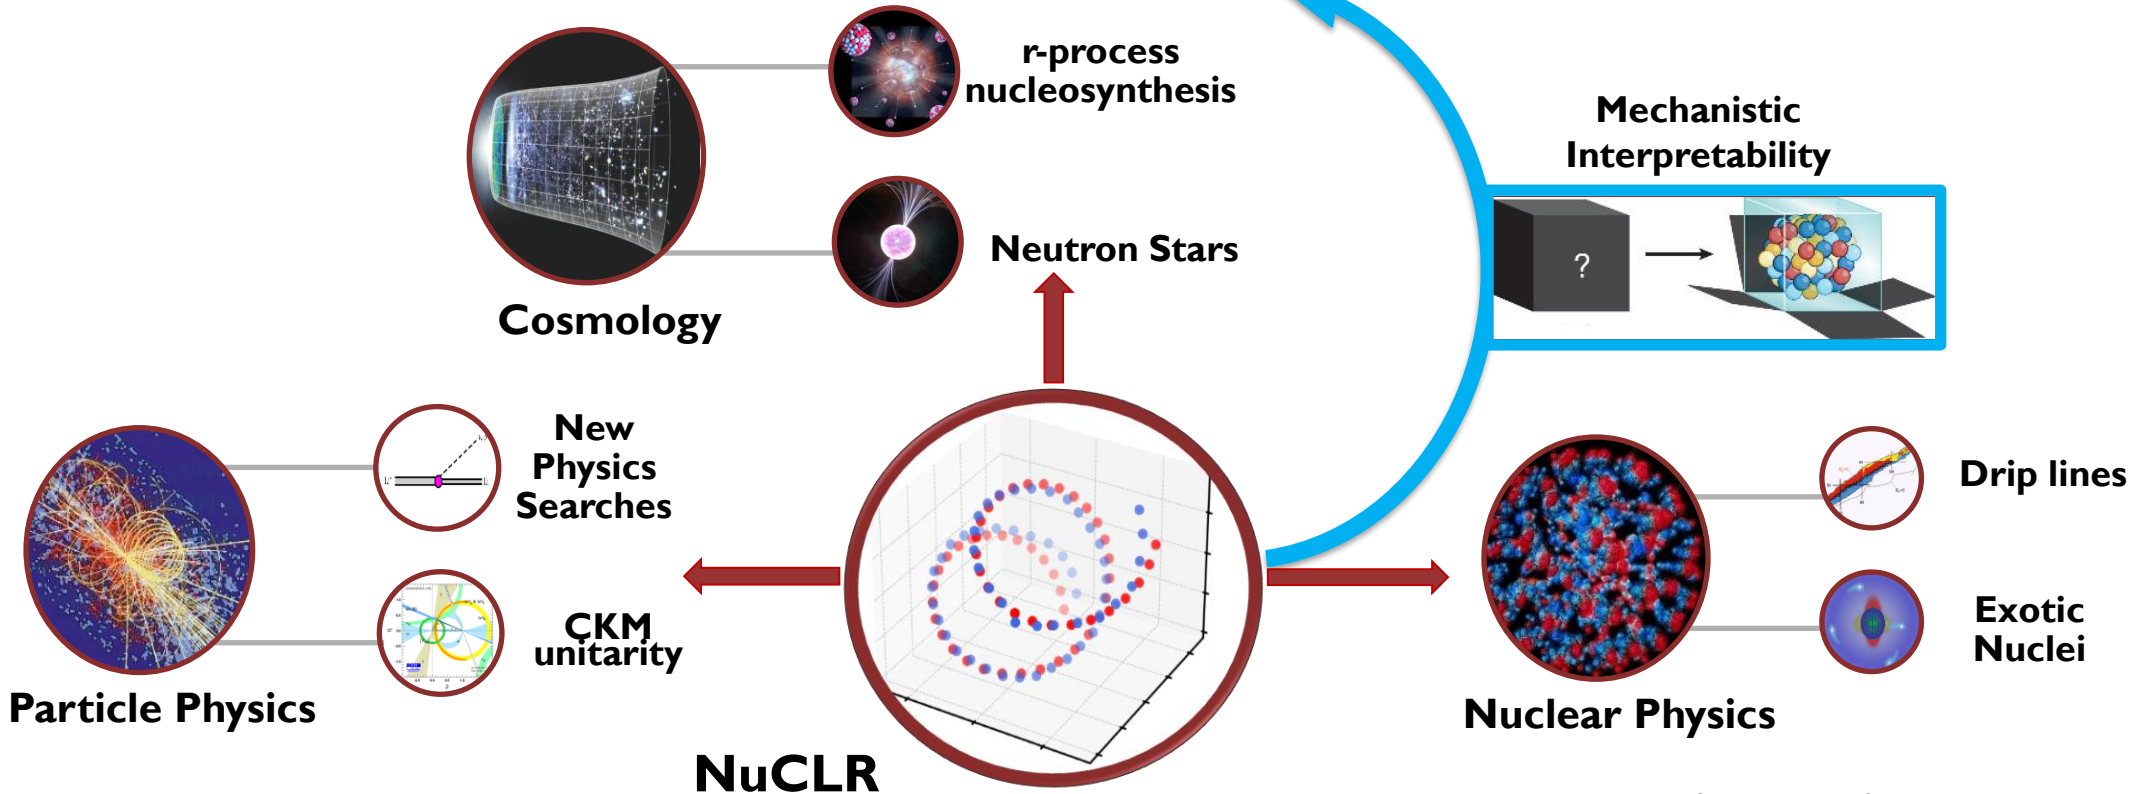 r-process
nucleosynthesis
Neutron Stars
Cosmology
Mechanistic
Interpretability
?
New
Physics
Searches
CKM
unitarity
Particle Physics
NuCLR
Drip lines
Exotic
Nuclei
Nuclear Physics